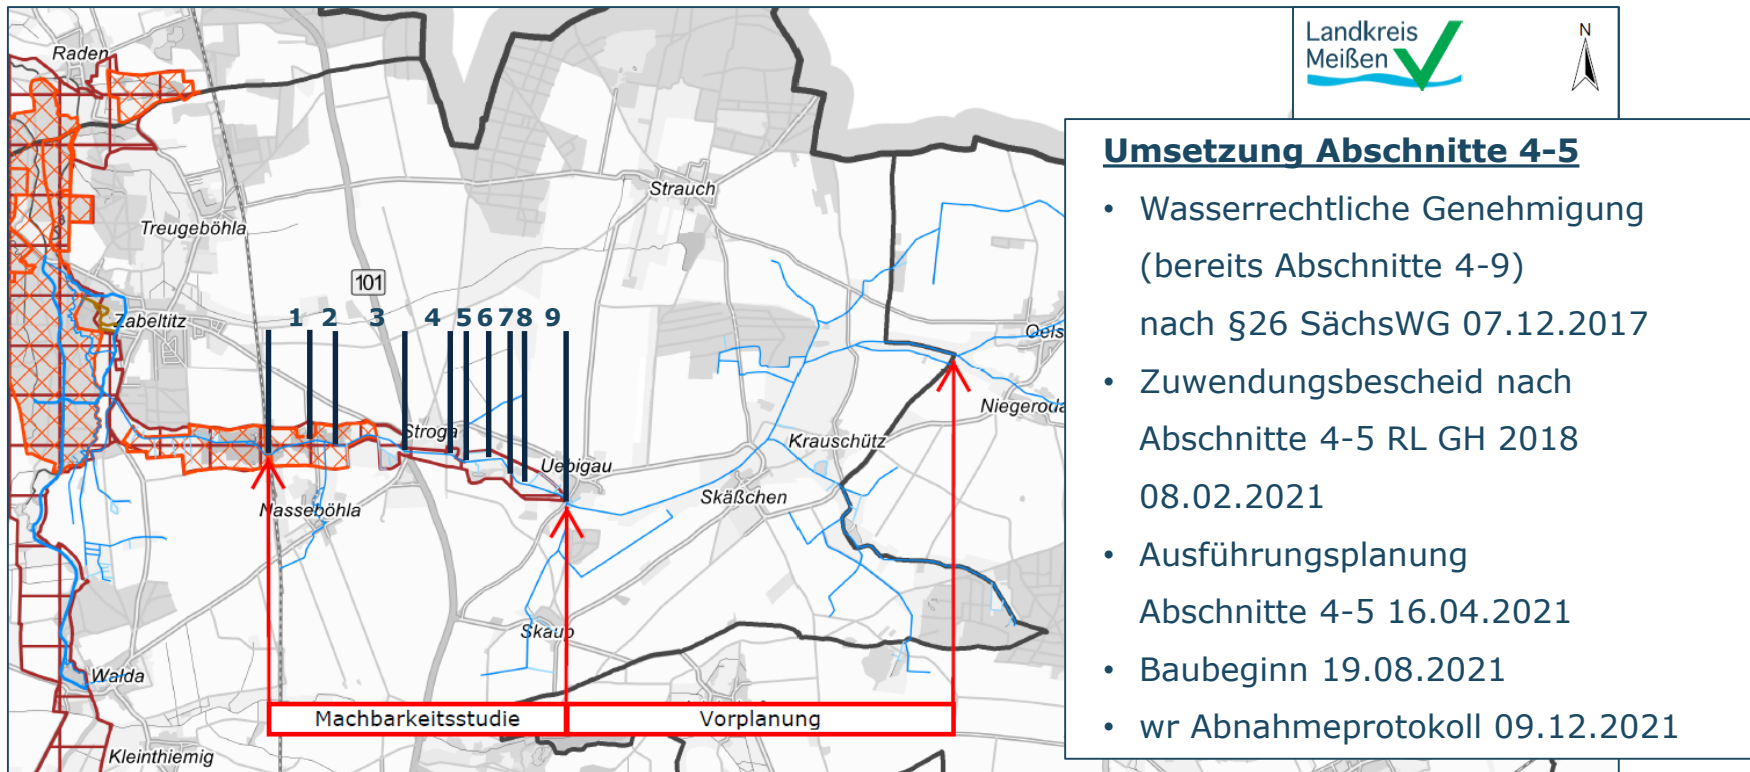 Landkreis
Meißen
N
Umsetzung Abschnitte 4-5
• Wasserrechtliche Genehmigung
(bereits Abschnitte 4-9)
nach §26 SächsWG 07.12.2017
• Zuwendungsbescheid nach
Abschnitte 4-5 RL GH 2018
08.02.2021
• Ausführungsplanung
Abschnitte 4-5 16.04.2021
• Baubeginn 19.08.2021
• wr Abnahmeprotokoll 09.12.2021
Raden
Strauch
Treugeböhla
101
Zabeltitz
1 2 3 4 5 6 7 8 9
Oels
Niegeroda
Stroga
Krauschütz
Uebigau
Skäßchen
Nasseböhla
Skaup
Walda
Machbarkeitsstudie
Vorplanung
Kleinthiemig